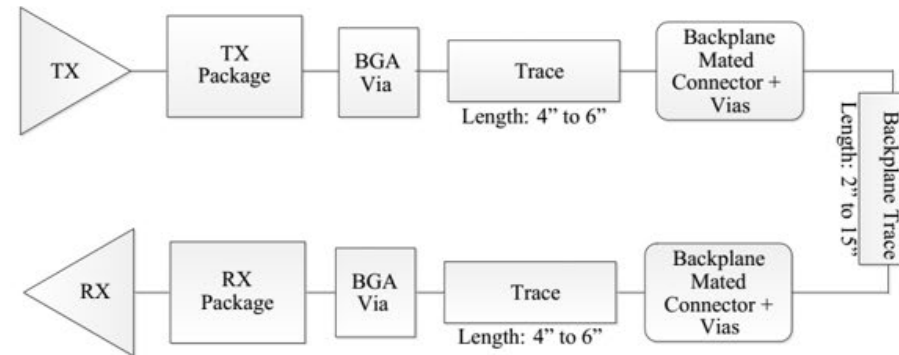 TX
TX
Package
BGA
Via
Trace
Length: 4” to 6”
Backplane
Mated
Connector +
Vias
Backplane Trace
Length: 2” to 15”
RX
RX
Package
BGA
Via
Trace
Length: 4” to 6”
Backplane
Mated
Connector +
Vias